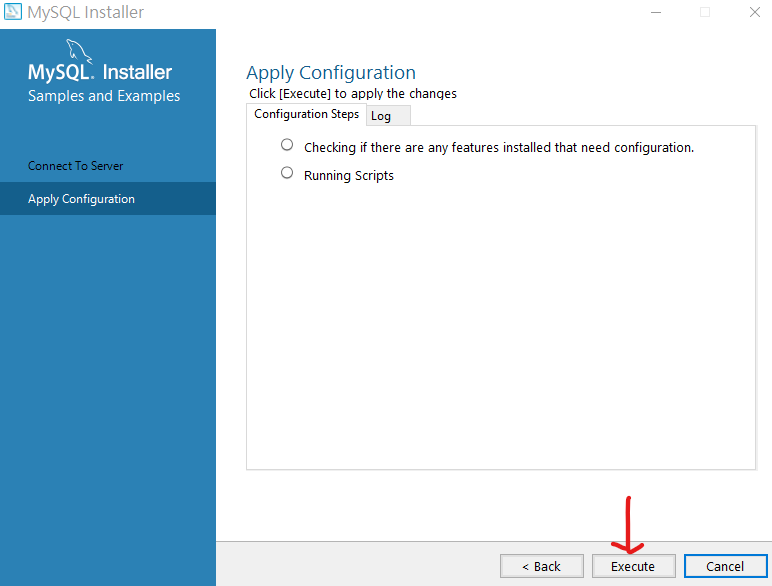 MySQL Installer
MySQL. Installer
Samples and Examples
Connect To Server
Apply Configuration
Apply Configuration
Click [Execute] to apply the changes
Configuration Steps Log
Checking if there are any features installed that need configuration.
Running Scripts
< Back Execute Cancel